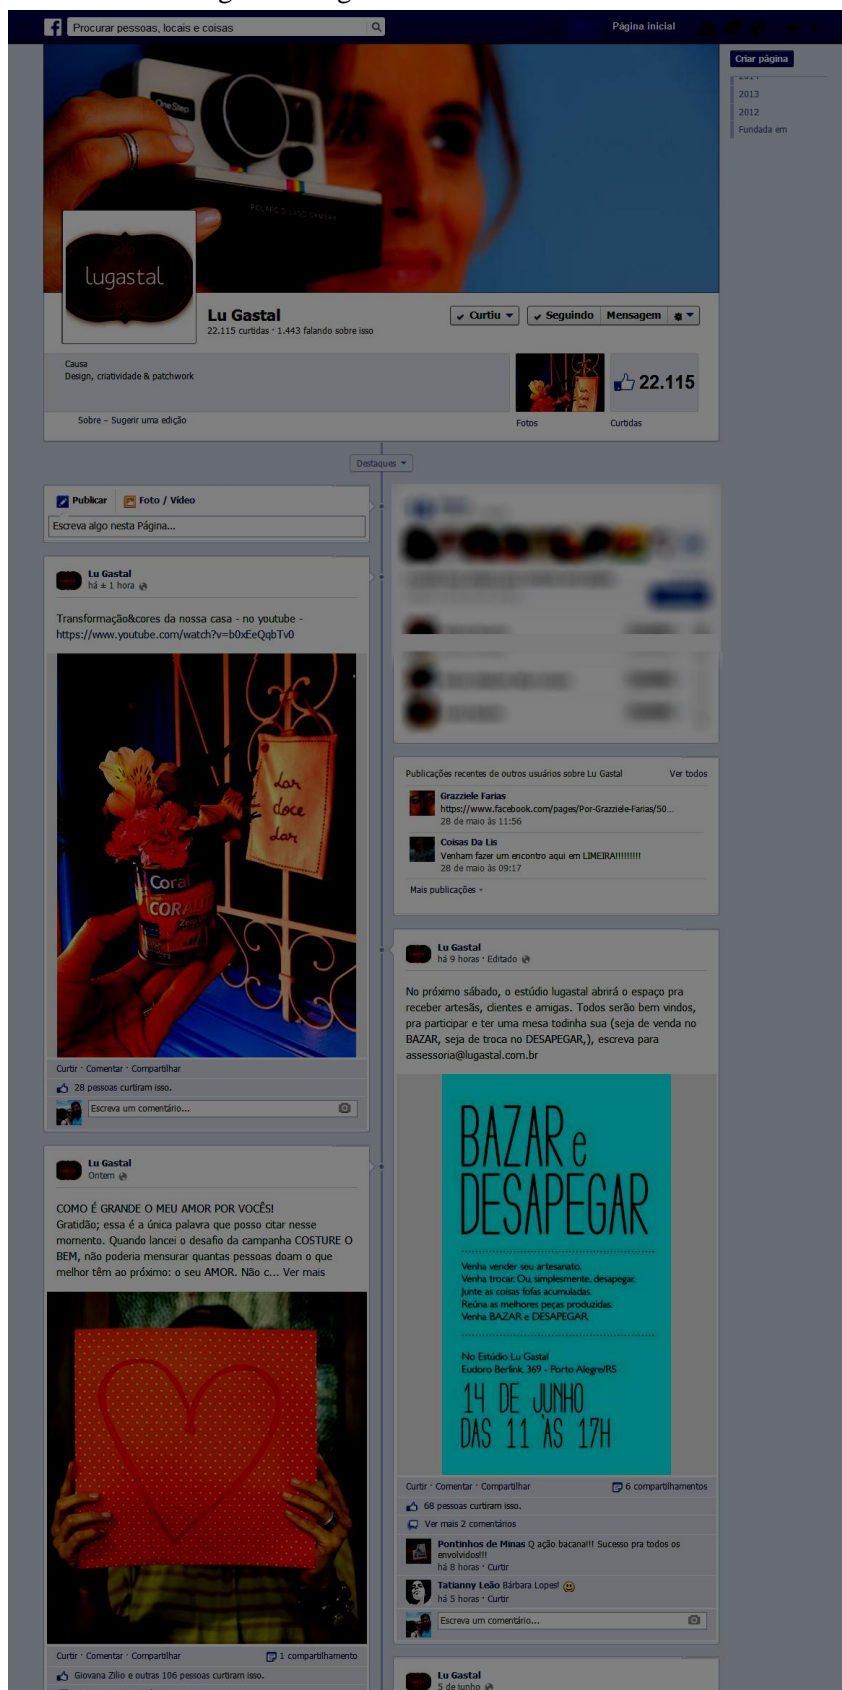 Procurar pessoas, locais e coisas
Página inicial
Criar página
2013
2012
Fundada em
OneStep
POLAROID LAND CAMERA
lugastal
Lu Gastal
22.115 curtidas · 1.443 falando sobre isso
Curtiu
Seguindo
Mensagem
Causa
Design, criatividade & patchwork
22.115
Sobre – Sugerir uma edição
Fotos
Curtidas
Destaques
Publicar
Foto / Vídeo
Escreva algo nesta Página...
Lu Gastal
há ± 1 hora
Transformação&cores da nossa casa - no youtube -
https://www.youtube.com/watch?v=b0xEeQqbTv0
Lar
doce
Lar
Coral
Curtir · Comentar · Compartilhar
28 pessoas curtiram isso.
Escreva um comentário...
Lu Gastal
Ontem
COMO É GRANDE O MEU AMOR POR VOCÊS!
Gratidão; essa é a única palavra que posso citar nesse
momento. Quando lancei o desafio da campanha COSTURE O
BEM, não poderia mensurar quantas pessoas doam o que
melhor têm ao próximo: o seu AMOR. Não c... Ver mais
Curtir · Comentar · Compartilhar
1 compartilhamento
Giovana Zilio e outras 106 pessoas curtiram isso.
Publicações recentes de outros usuários sobre Lu Gastal
Ver todos
Grazziele Farias
https://www.facebook.com/pages/Por-Grazziele-Farias/50...
28 de maio às 11:56
Coisas Da Lis
Venham fazer um encontro aqui em LIMEIRA!!!!!!!!!
28 de maio às 09:17
Mais publicações
Lu Gastal
há 9 horas · Editado
No próximo sábado, o estúdio lugastal abrirá o espaço pra
receber artesãs, clientes e amigas. Todos serão bem vindos,
pra participar e ter uma mesa todinha sua (seja de venda no
BAZAR, seja de troca no DESAPEGAR,), escreva para
assessoria@lugastal.com.br
BAZAR e
DESAPEGAR
Venha vender seu artesanato.
Venha trocar. Ou, simplesmente, desapegar.
Junte as coisas fofas acumuladas.
Reúna as melhores peças produzidas.
Venha BAZAR e DESAPEGAR.
No Estúdio Lu Gastal
Eudoro Berlink, 369 - Porto Alegre/RS
14 DE JUNHO
DAS 11 ÀS 17H
Curtir · Comentar · Compartilhar
6 compartilhamentos
68 pessoas curtiram isso.
Ver mais 2 comentários
Pontinhos de Minas Q ação bacana!!! Sucesso pra todos os
envolvidos!!!
há 8 horas · Curtir
Tatianny Leão Bárbara Lopes!
há 5 horas · Curtir
Escreva um comentário...
Lu Gastal
5 de junho